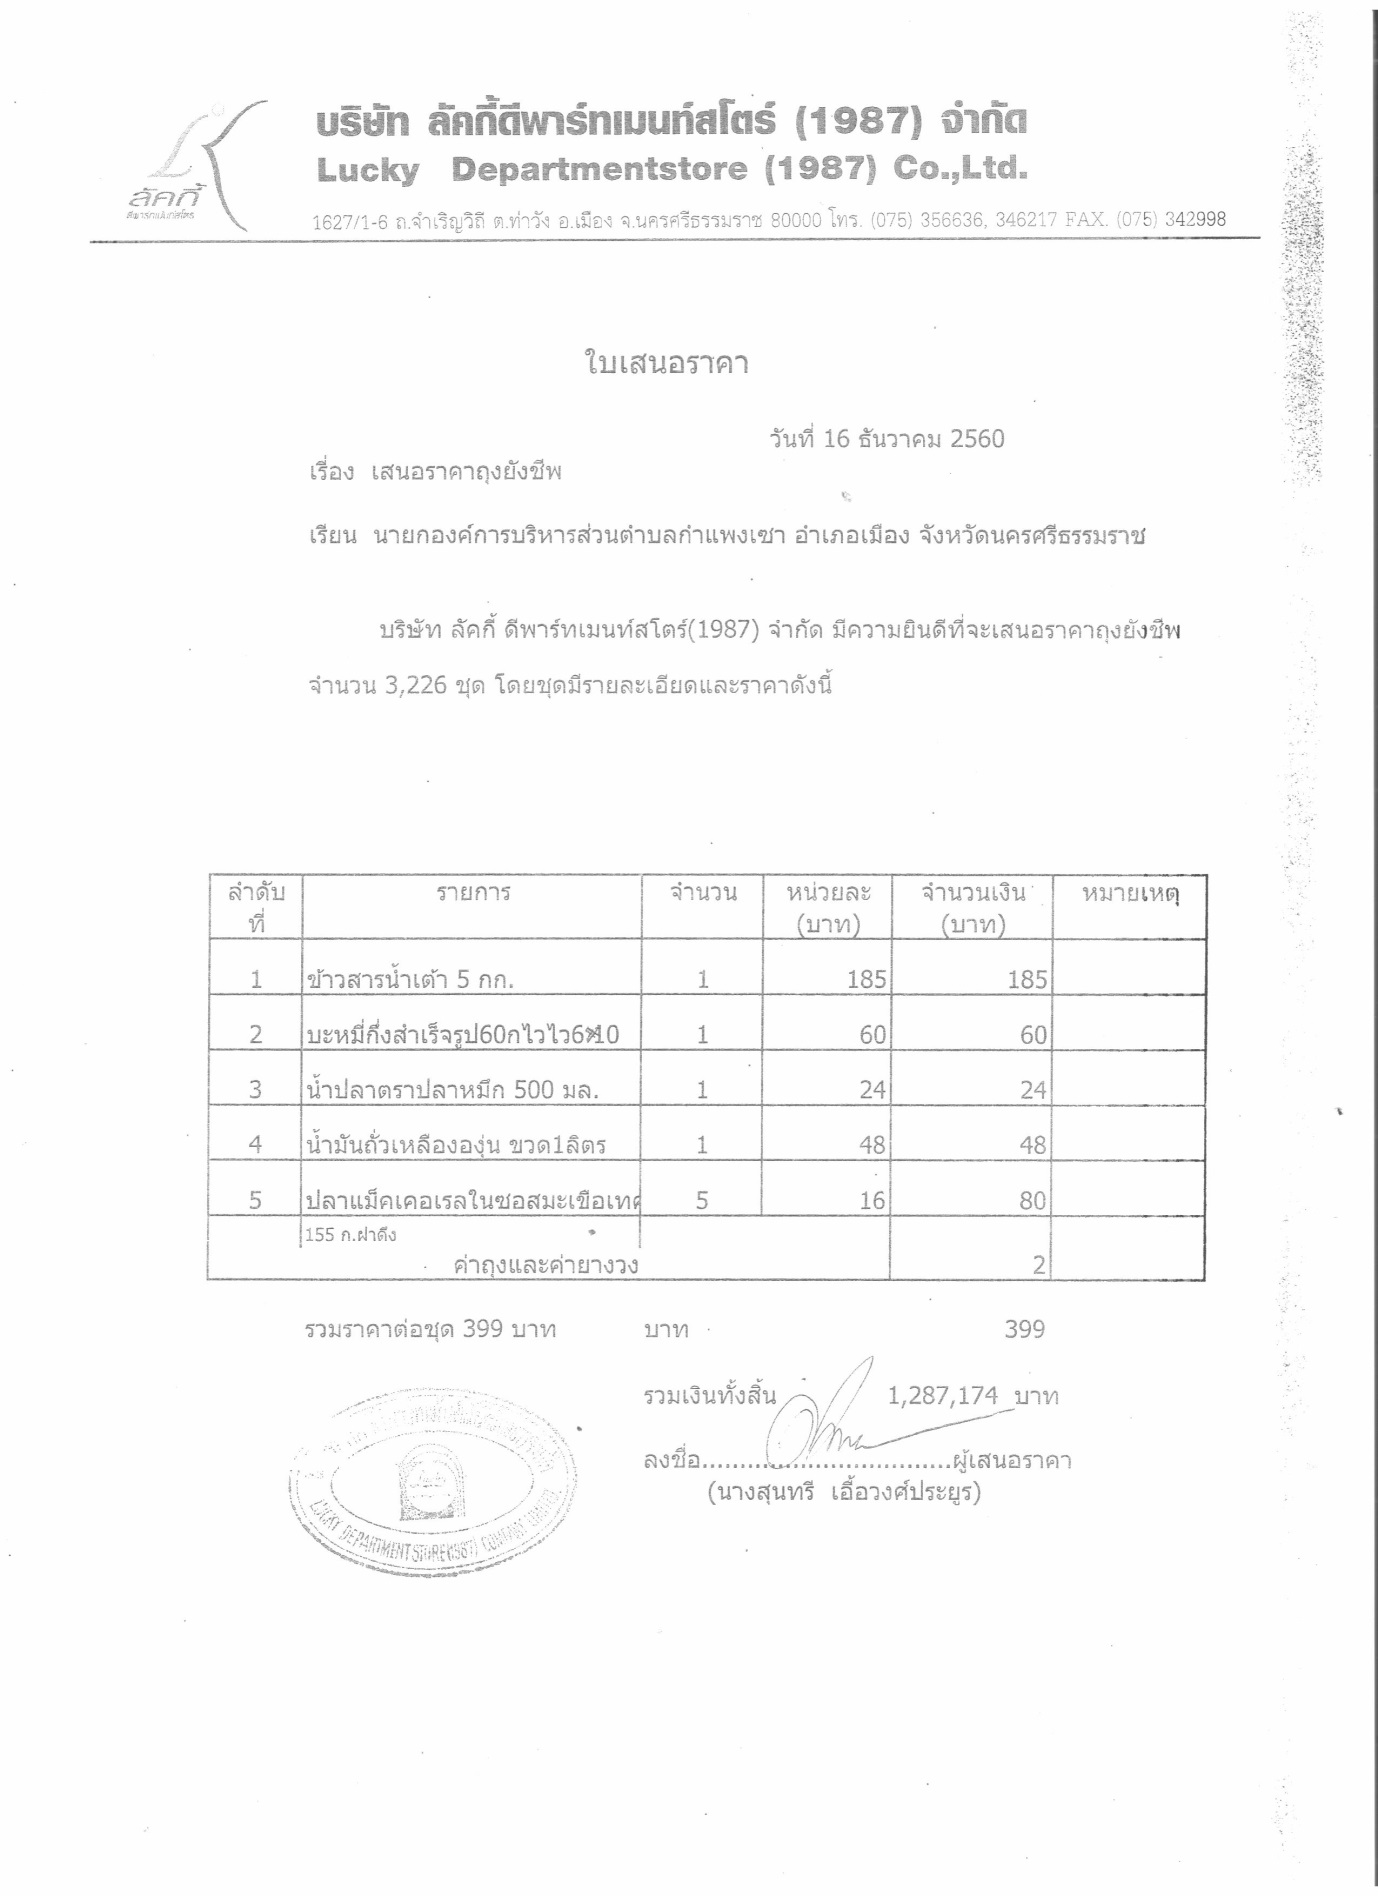 บริษัท ลัคกี้ดีพาร์ทเมนท์สโตร์ (1987) จำกัด
Lucky Departmentstore (1987) Co.,Ltd.
ลัคกี้
ดีพาร์ทเม้นท์สโตร์
1627/1-6 ถ.จำเริญวิถี ต.ท่าวัง อ.เมือง จ.นครศรีธรรมราช 80000 โทร. (075) 356636, 346217 FAX. (075) 342998
ใบเสนอราคา
วันที่ 16 ธันวาคม 2560
เรื่อง เสนอราคาถุงยังชีพ
เรียน นายกองค์การบริหารส่วนตำบลกำแพงเซา อำเภอเมือง จังหวัดนครศรีธรรมราช
บริษัท ลัคกี้ ดีพาร์ทเมนท์สโตร์(1987) จำกัด มีความยินดีที่จะเสนอราคาถุงยังชีพ
จำนวน 3,226 ชุด โดยชุดมีรายละเอียดและราคาดังนี้
ลำดับ รายการ จำนวน หน่วยละ จำนวนเงิน หมายเหตุ
ที่ (บาท) (บาท)
1 ข้าวสารน้ำเต้า 5 กก. 1 185 185
2 บะหมี่กึ่งสำเร็จรูป60กไวไว6*10 1 60 60
3 น้ำปลาตราปลาหมึก 500 มล. 1 24 24
4 น้ำมันถั่วเหลืององุ่น ขวด1ลิตร 1 48 48
5 ปลาแม็คเคอเรลในซอสมะเขือเทศ 5 16 80
155 ก.ฝาดึง
ค่าถุงและค่ายางวง 2
รวมราคาต่อชุด 399 บาท บาท 399
รวมเงินทั้งสิ้น 1,287,174 บาท
ลงชื่อ.................................ผู้เสนอราคา
(นางสุนทรี เอื้อวงศ์ประยูร)
LUCKY DEPARTMENT STORE(1987) COMPANY LIMITED